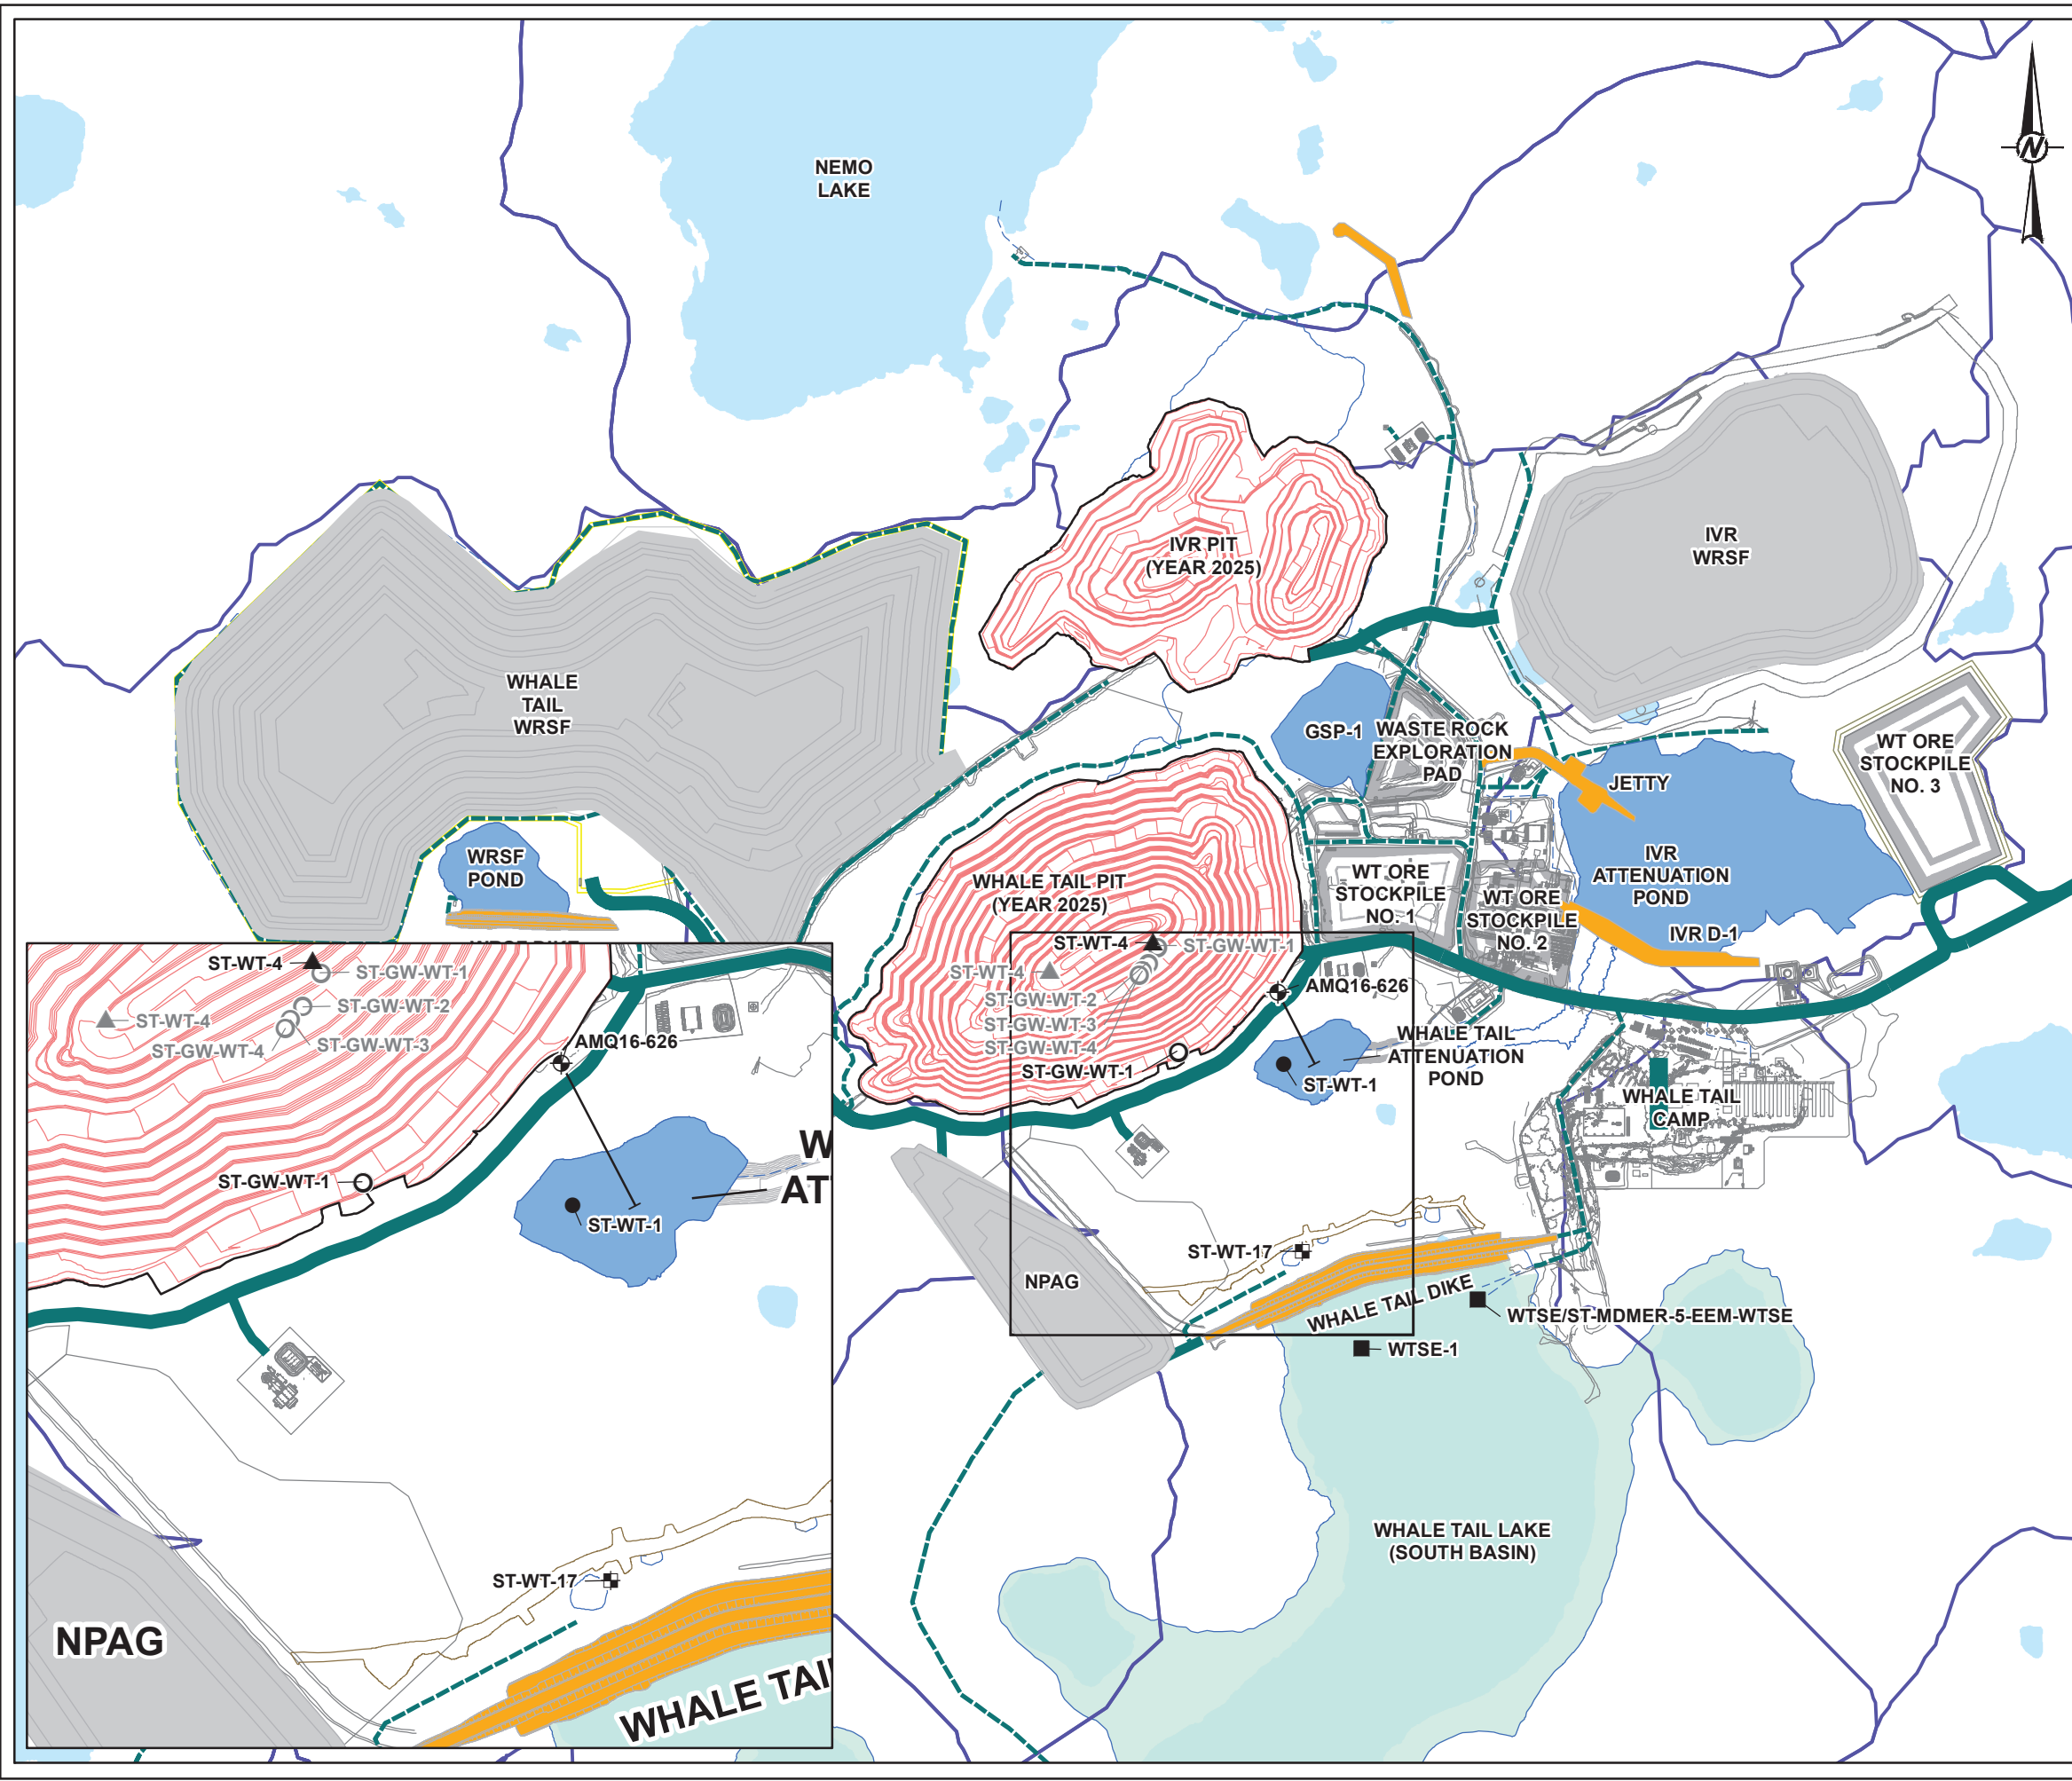 N
NEMO
LAKE
IVR PIT
(YEAR 2025)
IVR
WRSF
WHALE
TAIL
WRSF
GSP-1
WASTE ROCK
EXPLORATION
PAD
JETTY
WT ORE
STOCKPILE
NO. 3
WRSF
POND
WHALE TAIL PIT
(YEAR 2025)
WT ORE
STOCKPILE
NO. 1
WT ORE
STOCKPILE
NO. 2
IVR
ATTENUATION
POND
IVR D-1
ST-WT-4
ST-GW-WT-1
ST-WT-4
ST-GW-WT-2
ST-GW-WT-3
ST-GW-WT-4
ST-GW-WT-1
AMQ16-626
WHALE TAIL
ATTENUATION
POND
ST-WT-1
WHALE TAIL
CAMP
NPAG
ST-WT-17
WHALE TAIL DIKE
WTSE/ST-MDMER-5-EEM-WTSE
WTSE-1
WHALE TAIL LAKE
(SOUTH BASIN)
ST-WT-4
ST-GW-WT-1
ST-GW-WT-2
ST-WT-4
ST-GW-WT-3
ST-GW-WT-4
AMQ16-626
W
AT
ST-GW-WT-1
ST-WT-1
ST-WT-17
NPAG
WHALE TAI